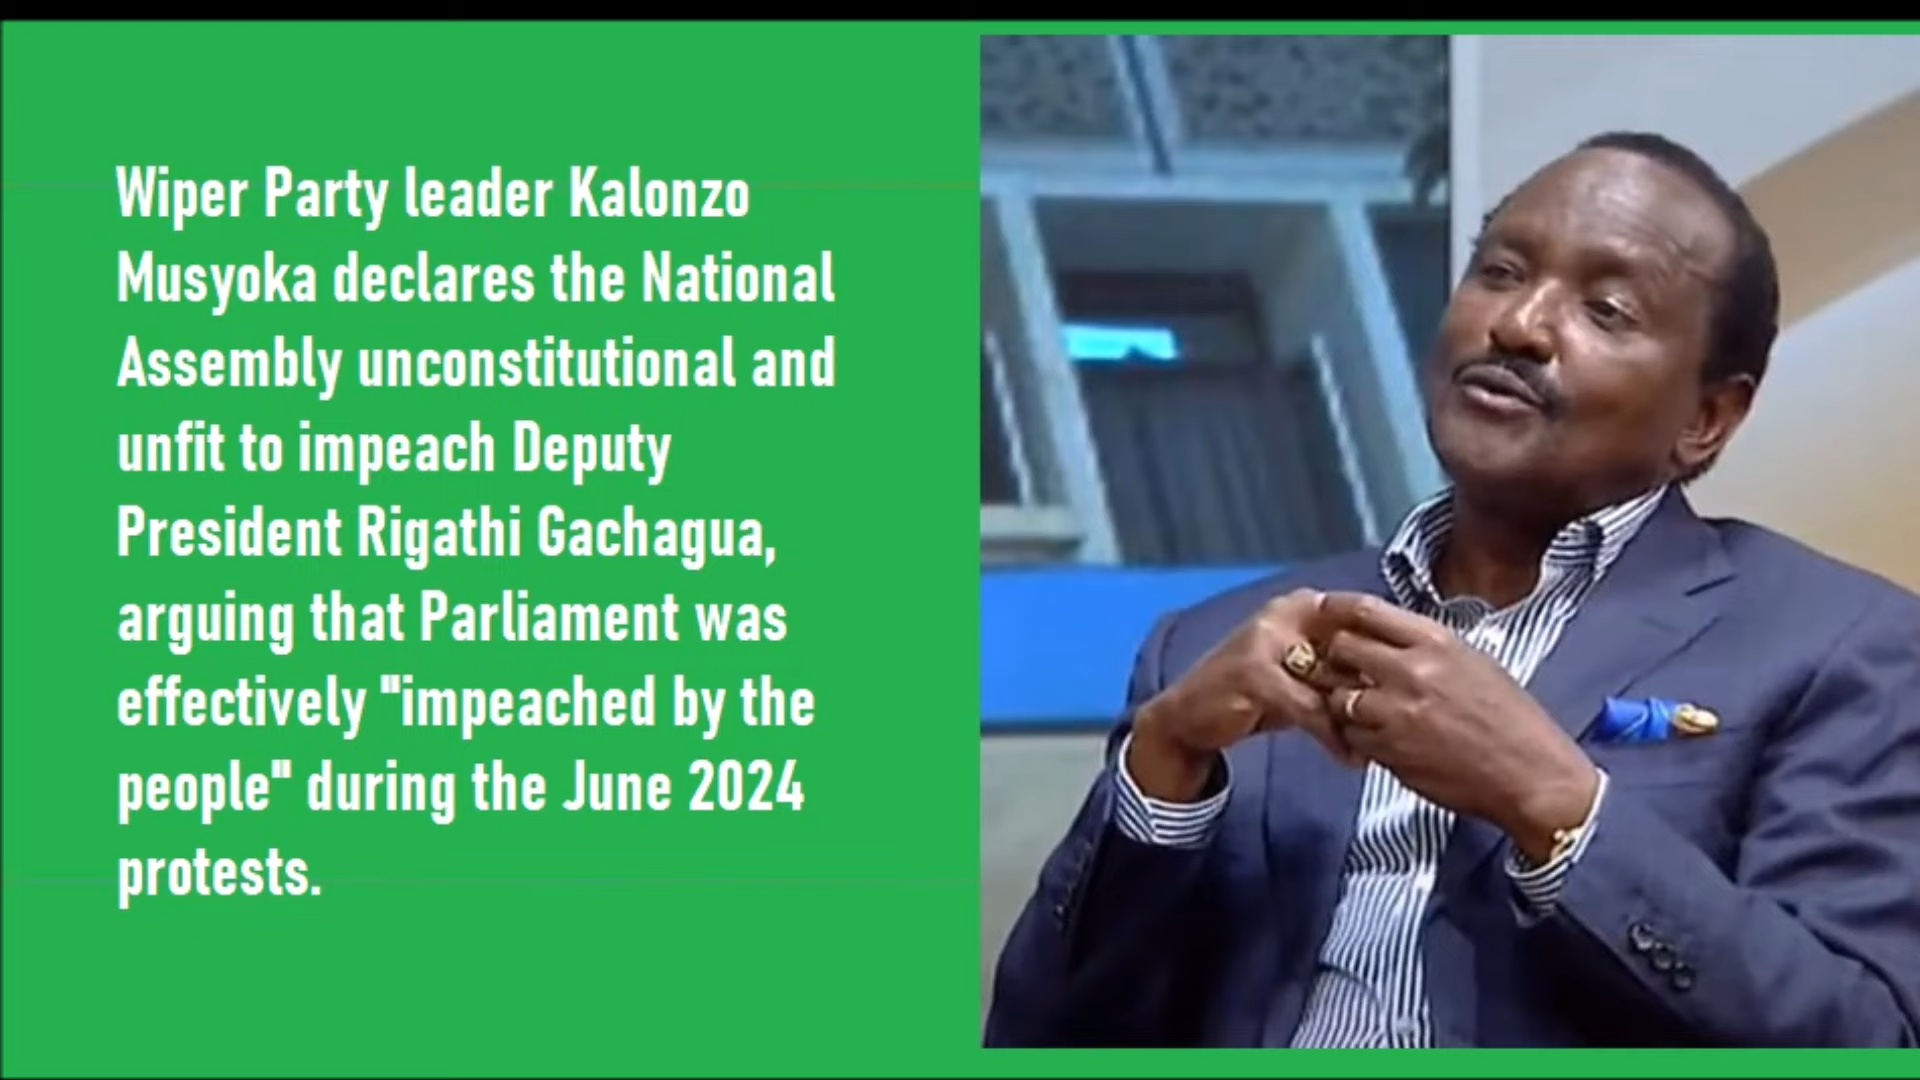 Wiper Party leader Kalonzo
Musyoka declares the National
Assembly unconstitutional and
unfit to impeach Deputy
President Rigathi Gachagua,
arguing that Parliament was
effectively "impeached by the
people" during the June 2024
protests.